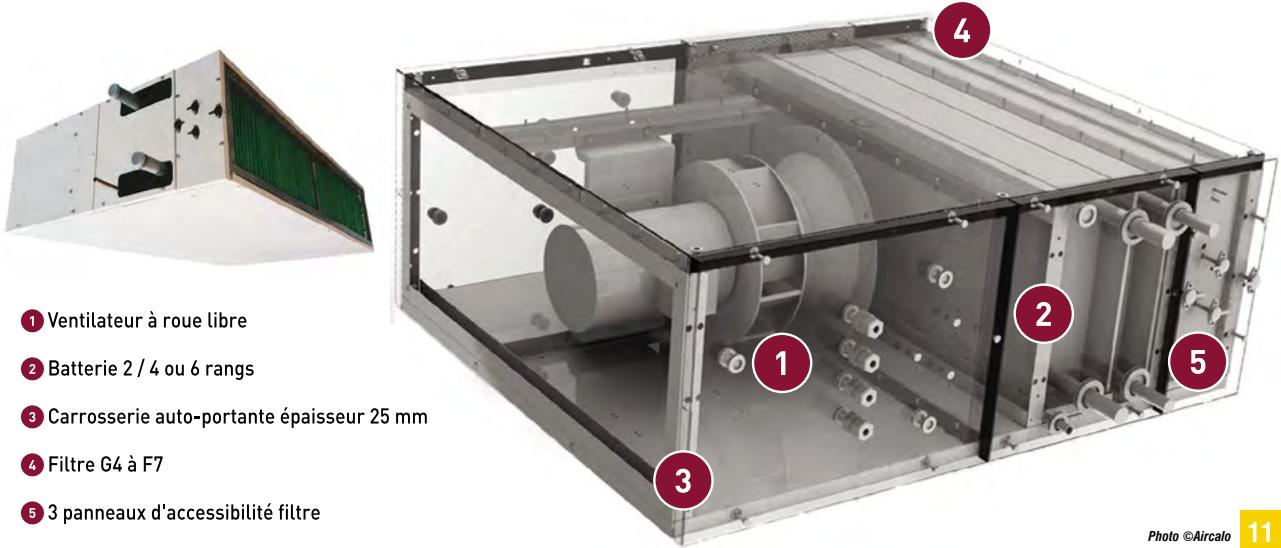 4
2
1
5
3
1 Ventilateur à roue libre
2 Batterie 2 / 4 ou 6 rangs
3 Carrosserie auto-portante épaisseur 25 mm
4 Filtre G4 à F7
5 3 panneaux d'accessibilité filtre
Photo ©Aircalo
11